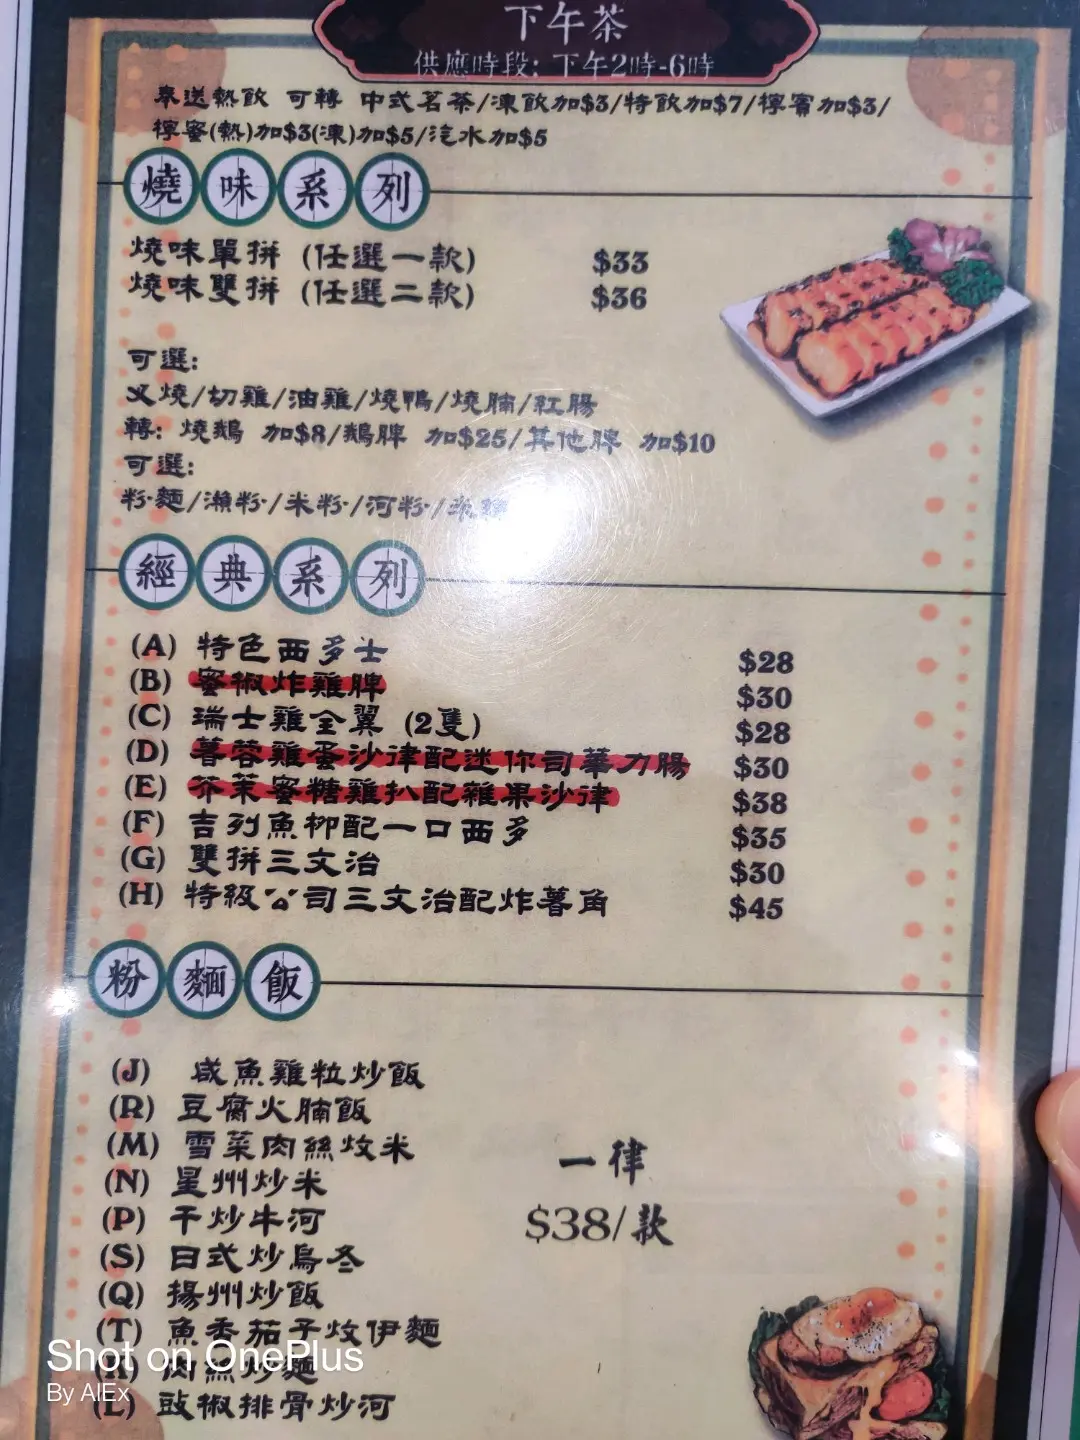 下午茶
供應時段: 下午2時-6時
奉送熱飲 可轉 中式茗茶/凍飲加$3/特飲加$7/檸賓加$3/
檸蜜(熱)加$3(凍)加$5/汽水加$5
燒味系列
燒味單拼 (任選一款) $33
燒味雙拼 (任選二款) $36
可選:
叉燒/切雞/油雞/燒鴨/燒腩/紅腸
轉: 燒鵝 加$8/鵝脾 加$25/其他脾 加$10
可選:
粉麵/瀨粉/米粉/河粉/
經典系列
(A) 特色西多士 $28
(B) 蜜椒炸雞脾 $30
(C) 瑞士雞全翼 (2隻) $28
(D) 薯蓉雞蛋沙律配迷你司華力腸 $30
(E) 芥茉蜜糖雞扒配雜果沙律 $38
(F) 吉列魚柳配一口西多 $35
(G) 雙拼三文治 $30
(H) 特級公司三文治配炸薯角 $45
粉麵飯
(J) 咸魚雞粒炒飯
(R) 豆腐火腩飯
(M) 雪菜肉絲炆米
(N) 星州炒米
(P) 干炒牛河
(S) 日式炒烏冬
(Q) 揚州炒飯
(T) 魚香茄子炆伊麵
肉絲炒麵
(L) 豉椒排骨炒河
一律
$38/款
Shot on OnePlus
By AlEx